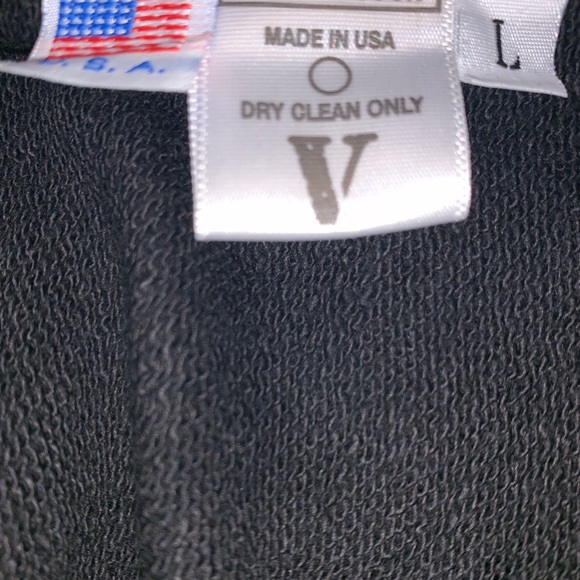 U.S.A.
MADE IN USA
DRY CLEAN ONLY
V
L